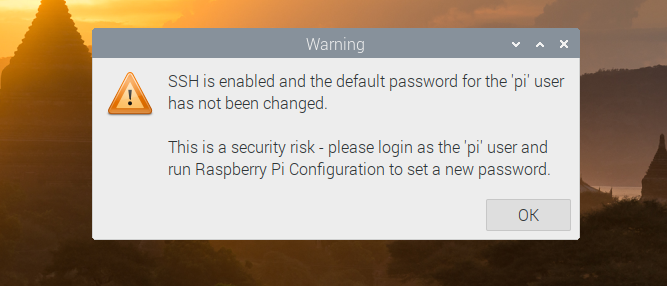 Warning
SSH is enabled and the default password for the 'pi' user
has not been changed.
This is a security risk - please login as the 'pi' user and
run Raspberry Pi Configuration to set a new password.
OK